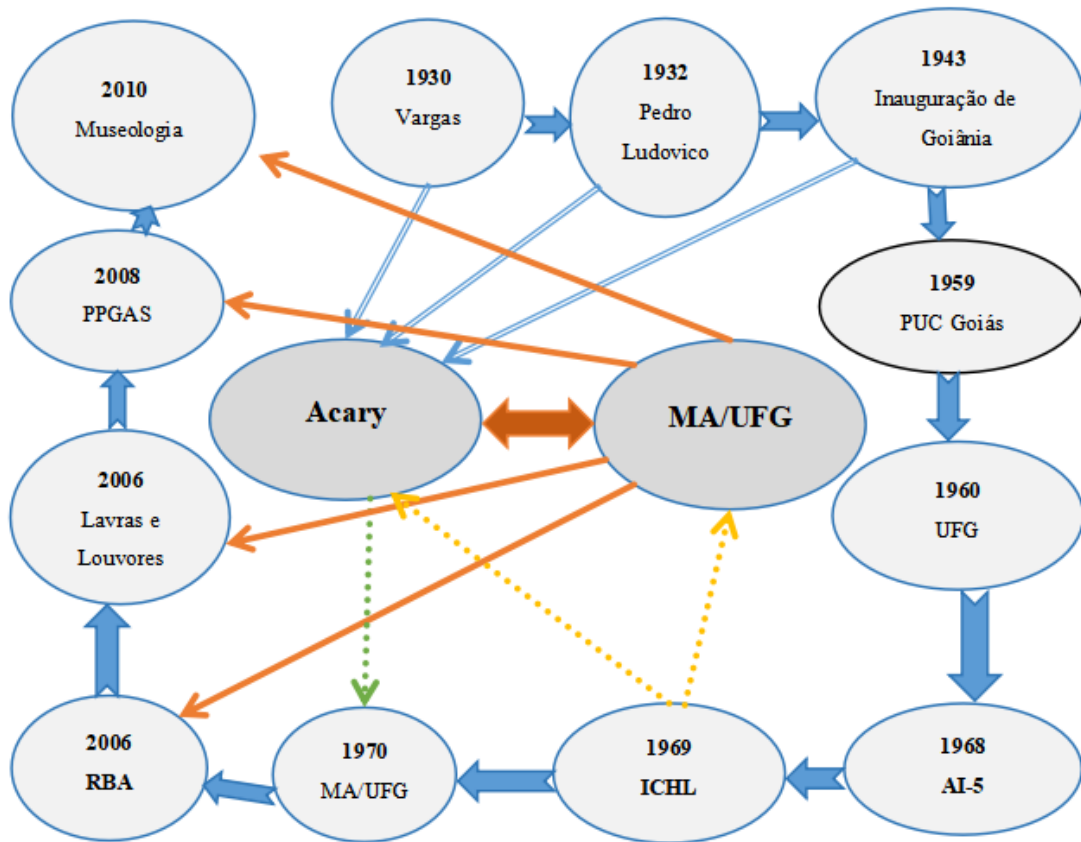 2010
Museologia
1930
Vargas
1932
Pedro
Ludovico
1943
Inauguração de
Goiânia
2008
PPGAS
1959
PUC Goiás
Acary
MA/UFG
2006
Lavras e
Louvores
1960
UFG
2006
RBA
1970
MA/UFG
1969
ICHL
1968
AI-5